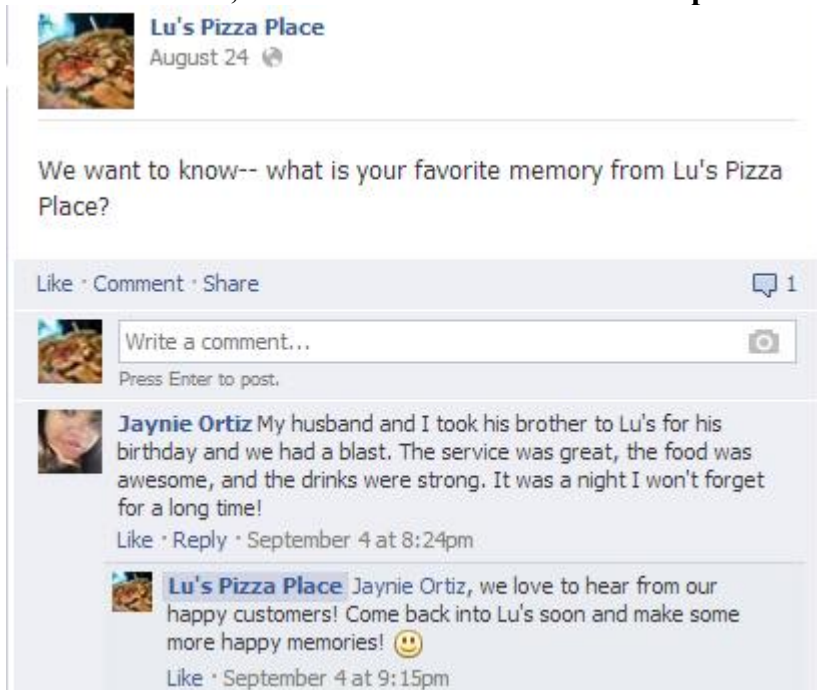 Lu's Pizza Place
August 24
We want to know-- what is your favorite memory from Lu's Pizza
Place?
Like · Comment · Share
1
Write a comment...
Press Enter to post.
Jaynie Ortiz My husband and I took his brother to Lu's for his
birthday and we had a blast. The service was great, the food was
awesome, and the drinks were strong. It was a night I won't forget
for a long time!
Like · Reply · September 4 at 8:24pm
Lu's Pizza Place Jaynie Ortiz, we love to hear from our
happy customers! Come back into Lu's soon and make some
more happy memories!
Like · September 4 at 9:15pm